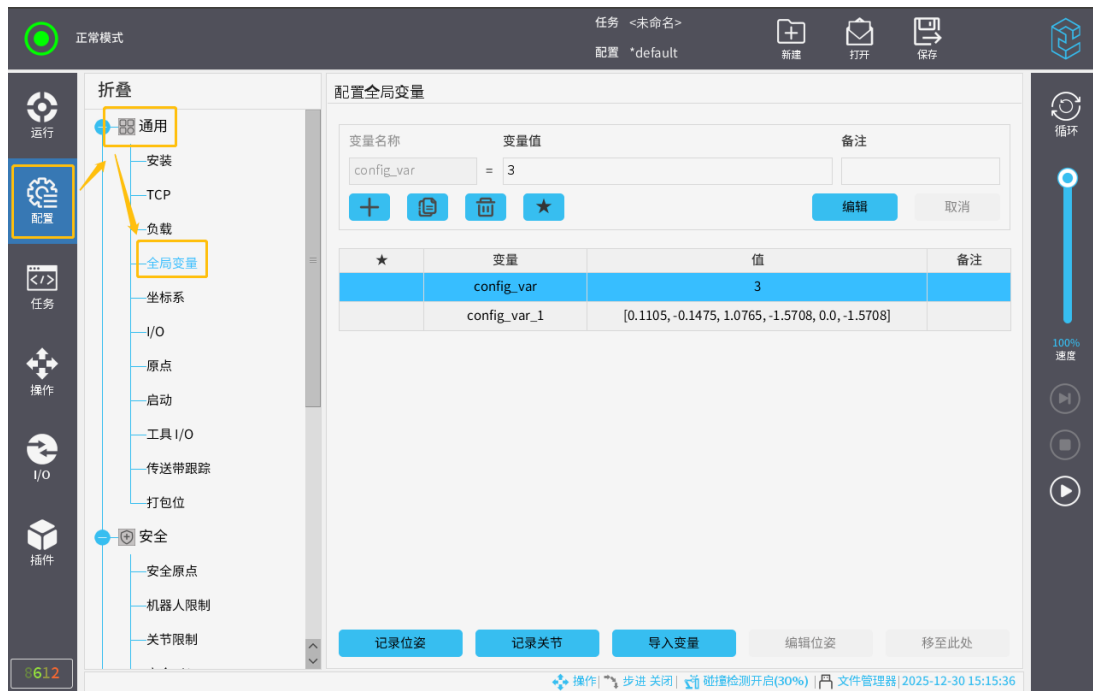 正常模式
任务 <未命名>
配置 *default
新建
打开
保存
运行
配置
任务
操作
I/O
插件
8612
折叠
通用
安装
TCP
负载
全局变量
坐标系
I/O
原点
启动
工具 I/O
传送带跟踪
打包位
安全
安全原点
机器人限制
关节限制
配置全局变量
变量名称 变量值 备注
config_var = 3
编辑 取消
★ 变量 值 备注
config_var 3
config_var_1 [0.1105, -0.1475, 1.0765, -1.5708, 0.0, -1.5708]
记录位姿 记录关节 导入变量 编辑位姿 移至此处
操作| 步进 关闭| 碰撞检测开启(30%) | 文件管理器| 2025-12-30 15:15:36
循环
100%
速度